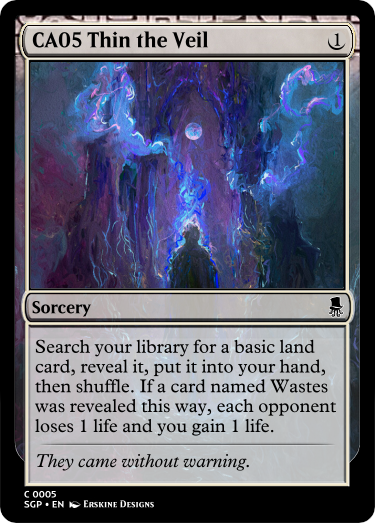 CA05 Thin the Veil 1
Sorcery
Search your library for a basic land
card, reveal it, put it into your hand,
then shuffle. If a card named Wastes
was revealed this way, each opponent
loses 1 life and you gain 1 life.
They came without warning.
C 0005
SGP • EN Erskine Designs